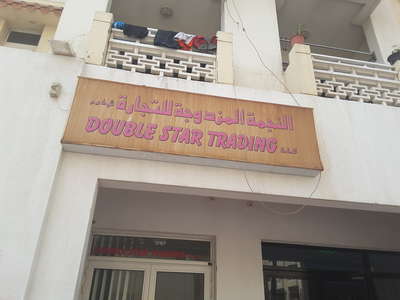 النجمة المزدوجة للتجارة ش.ذ.م.م
DOUBLE STAR TRADING L.L.C